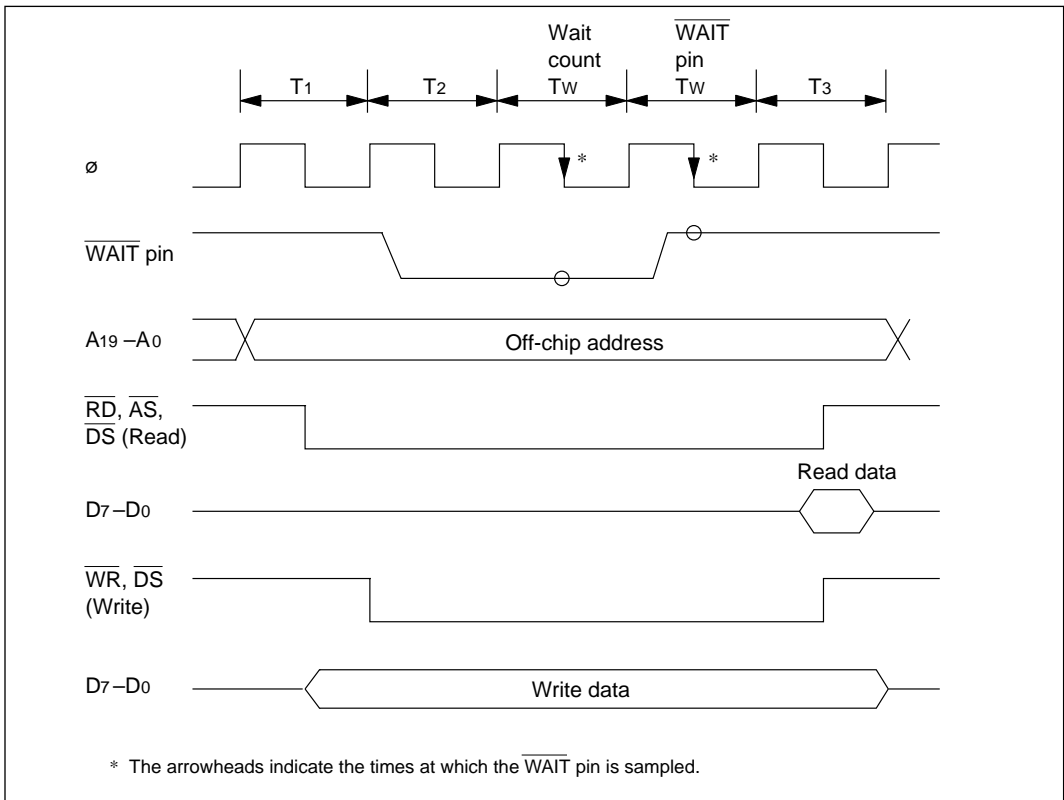 Wait
count
TW
WAIT
pin
TW
T1
T2
T3
ø
*
*
WAIT pin
A19 –A0
Off-chip address
RD, AS,
DS (Read)
Read data
D7–D0
WR, DS
(Write)
D7–D0
Write data
* The arrowheads indicate the times at which the WAIT pin is sampled.